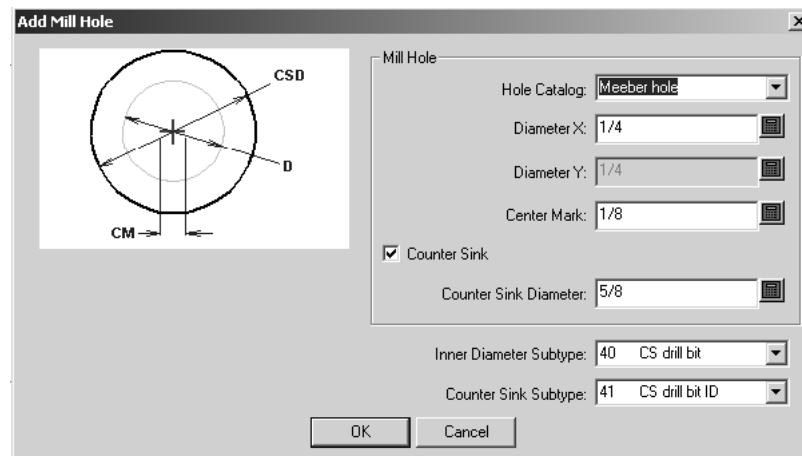 Add Mill Hole
CSD
D
CM
Mill Hole
Hole Catalog: Meeber hole
Diameter X: 1/4
Diameter Y: 1/4
Center Mark: 1/8
Counter Sink
Counter Sink Diameter: 5/8
Inner Diameter Subtype: 40 CS drill bit
Counter Sink Subtype: 41 CS drill bit ID
OK Cancel